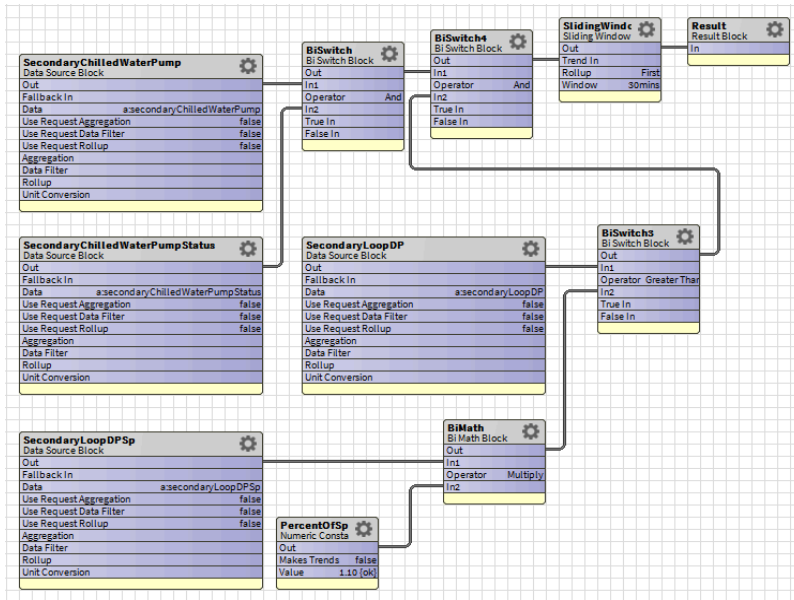 SecondaryChilledWaterPump
Data Source Block
Out
Fallback In
Data a:secondaryChilledWaterPump
Use Request Aggregation false
Use Request Data Filter false
Use Request Rollup false
Aggregation
Data Filter
Rollup
Unit Conversion
BiSwitch
Bi Switch Block
Out
In1
Operator And
In2
True In
False In
BiSwitch4
Bi Switch Block
Out
In1
Operator And
In2
True In
False In
SlidingWindo
Sliding Window
Out
Trend In
Rollup First
Window 30mins
Result
Result Block
In
SecondaryChilledWaterPumpStatus
Data Source Block
Out
Fallback In
Data a:secondaryChilledWaterPumpStatus
Use Request Aggregation false
Use Request Data Filter false
Use Request Rollup false
Aggregation
Data Filter
Rollup
Unit Conversion
SecondaryLoopDP
Data Source Block
Out
Fallback In
Data a:secondaryLoopDP
Use Request Aggregation false
Use Request Data Filter false
Use Request Rollup false
Aggregation
Data Filter
Rollup
Unit Conversion
BiSwitch3
Bi Switch Block
Out
In1
Operator Greater Than
In2
True In
False In
SecondaryLoopDPSp
Data Source Block
Out
Fallback In
Data a:secondaryLoopDPSp
Use Request Aggregation false
Use Request Data Filter false
Use Request Rollup false
Aggregation
Data Filter
Rollup
Unit Conversion
PercentOfSp
Numeric Consta
Out
Makes Trends false
Value 1.10 [ok]
BiMath
Bi Math Block
Out
In1
Operator Multiply
In2